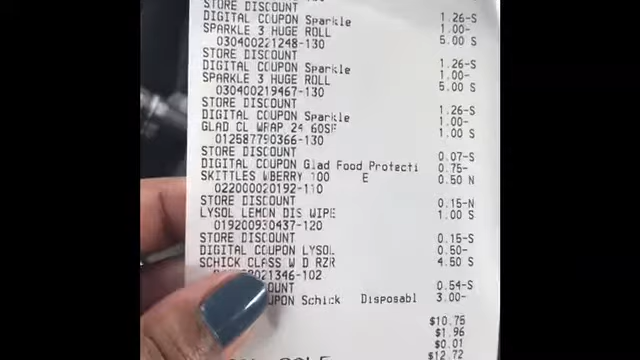 STORE DISCOUNT 1.26-S
DIGITAL COUPON Sparkle 1.00-
SPARKLE 3 HUGE ROLL 5.00 S
030400221248-130
STORE DISCOUNT 1.26-S
DIGITAL COUPON Sparkle 1.00-
SPARKLE 3 HUGE ROLL 5.00 S
030400219467-130
STORE DISCOUNT 1.26-S
DIGITAL COUPON Sparkle 1.00-
GLAD CL WRAP 24 60SF 1.00 S
012587790366-130
STORE DISCOUNT 0.07-S
DIGITAL COUPON Glad Food Protecti 0.75-
SKITTLES WBERRY 100 E 0.50 N
022000020192-110
STORE DISCOUNT 0.15-N
LYSOL LEMON DIS WIPE 1.00 S
019200930437-120
STORE DISCOUNT 0.15-S
DIGITAL COUPON LYSOL 0.50-
SCHICK CLASS W D RZR 4.50 S
21346-102
OUNT 0.54-S
UPON Schick Disposabl 3.00-
$10.75
$1.96
$0.01
$12.72